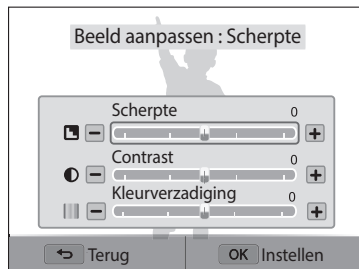 Beeld aanpassen : Scherpte
Scherpte 0
Contrast 0
Kleurverzadiging 0
Terug OK Instellen